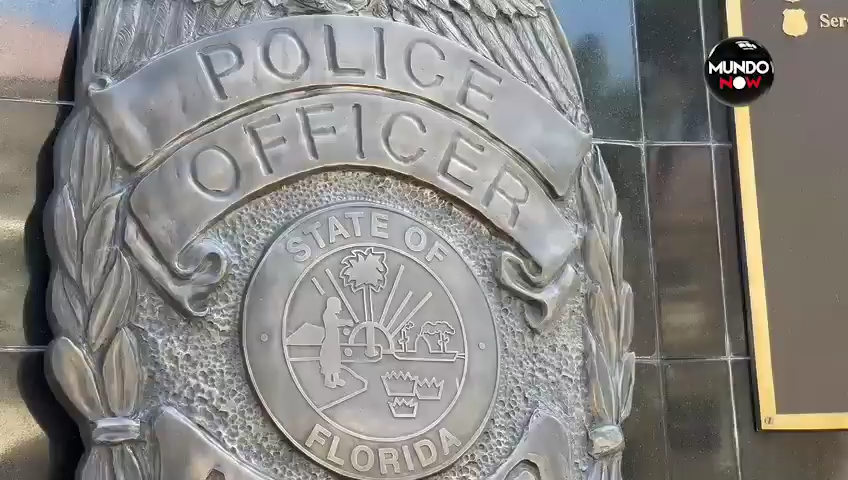 POLICE
OFFICER
STATE OF
FLORIDA
MUNDO
NOW